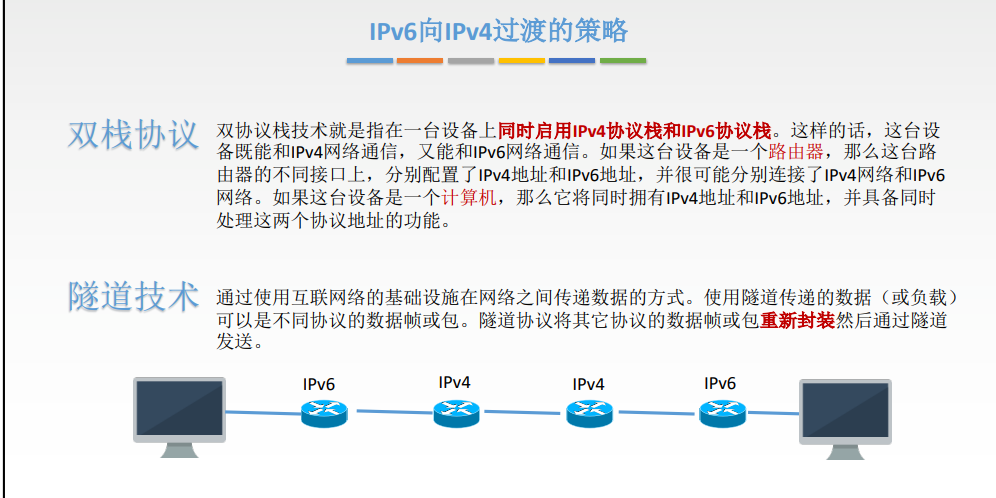 IPv6向IPv4过渡的策略
双栈协议
双协议栈技术就是指在一台设备上同时启用IPv4协议栈和IPv6协议栈。这样的话，这台设
备既能和IPv4网络通信，又能和IPv6网络通信。如果这台设备是一个路由器，那么这台路
由器的不同接口上，分别配置了IPv4地址和IPv6地址，并很可能分别连接了IPv4网络和IPv6
网络。如果这台设备是一个计算机，那么它将同时拥有IPv4地址和IPv6地址，并具备同时
处理这两个协议地址的功能。
隧道技术
通过使用互联网络的基础设施在网络之间传递数据的方式。使用隧道传递的数据（或负载）
可以是不同协议的数据帧或包。隧道协议将其它协议的数据帧或包重新封装然后通过隧道
发送。
IPv6 IPv4 IPv4 IPv6